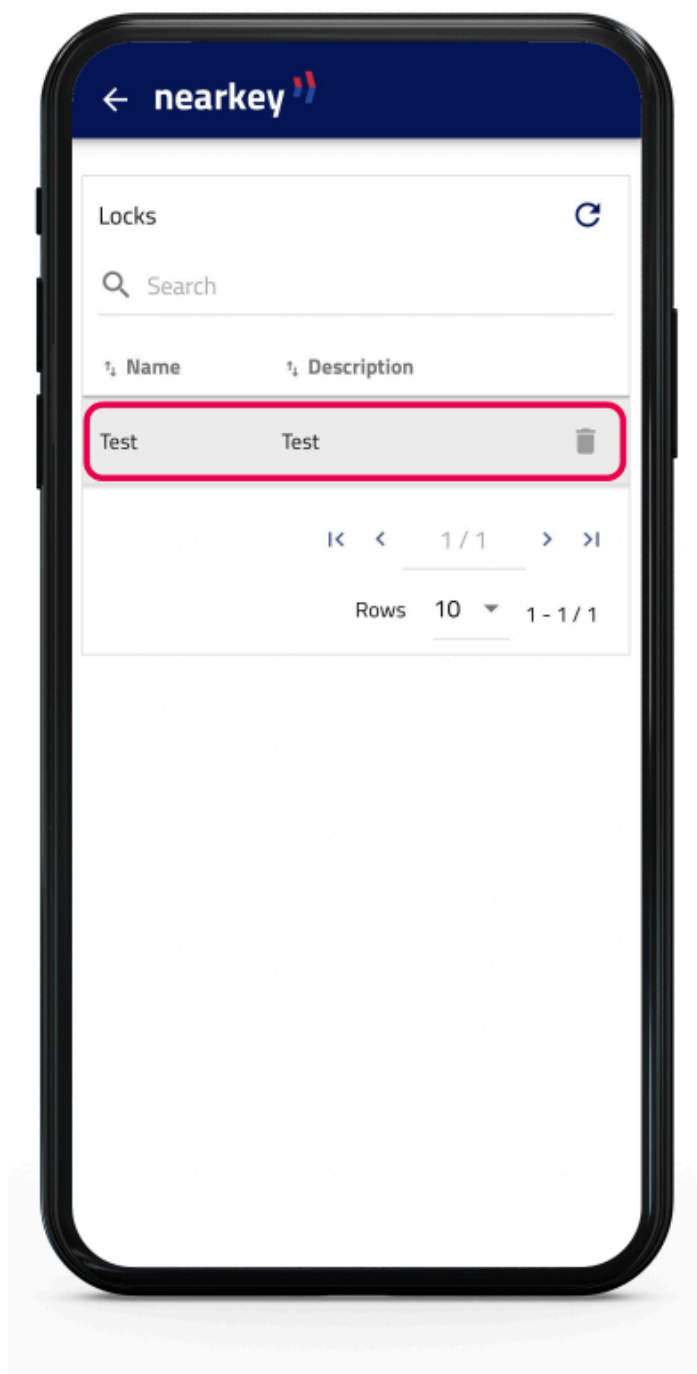 nearkey
Locks
Search
Name Description
Test Test
1 / 1
Rows 10 1 - 1 / 1